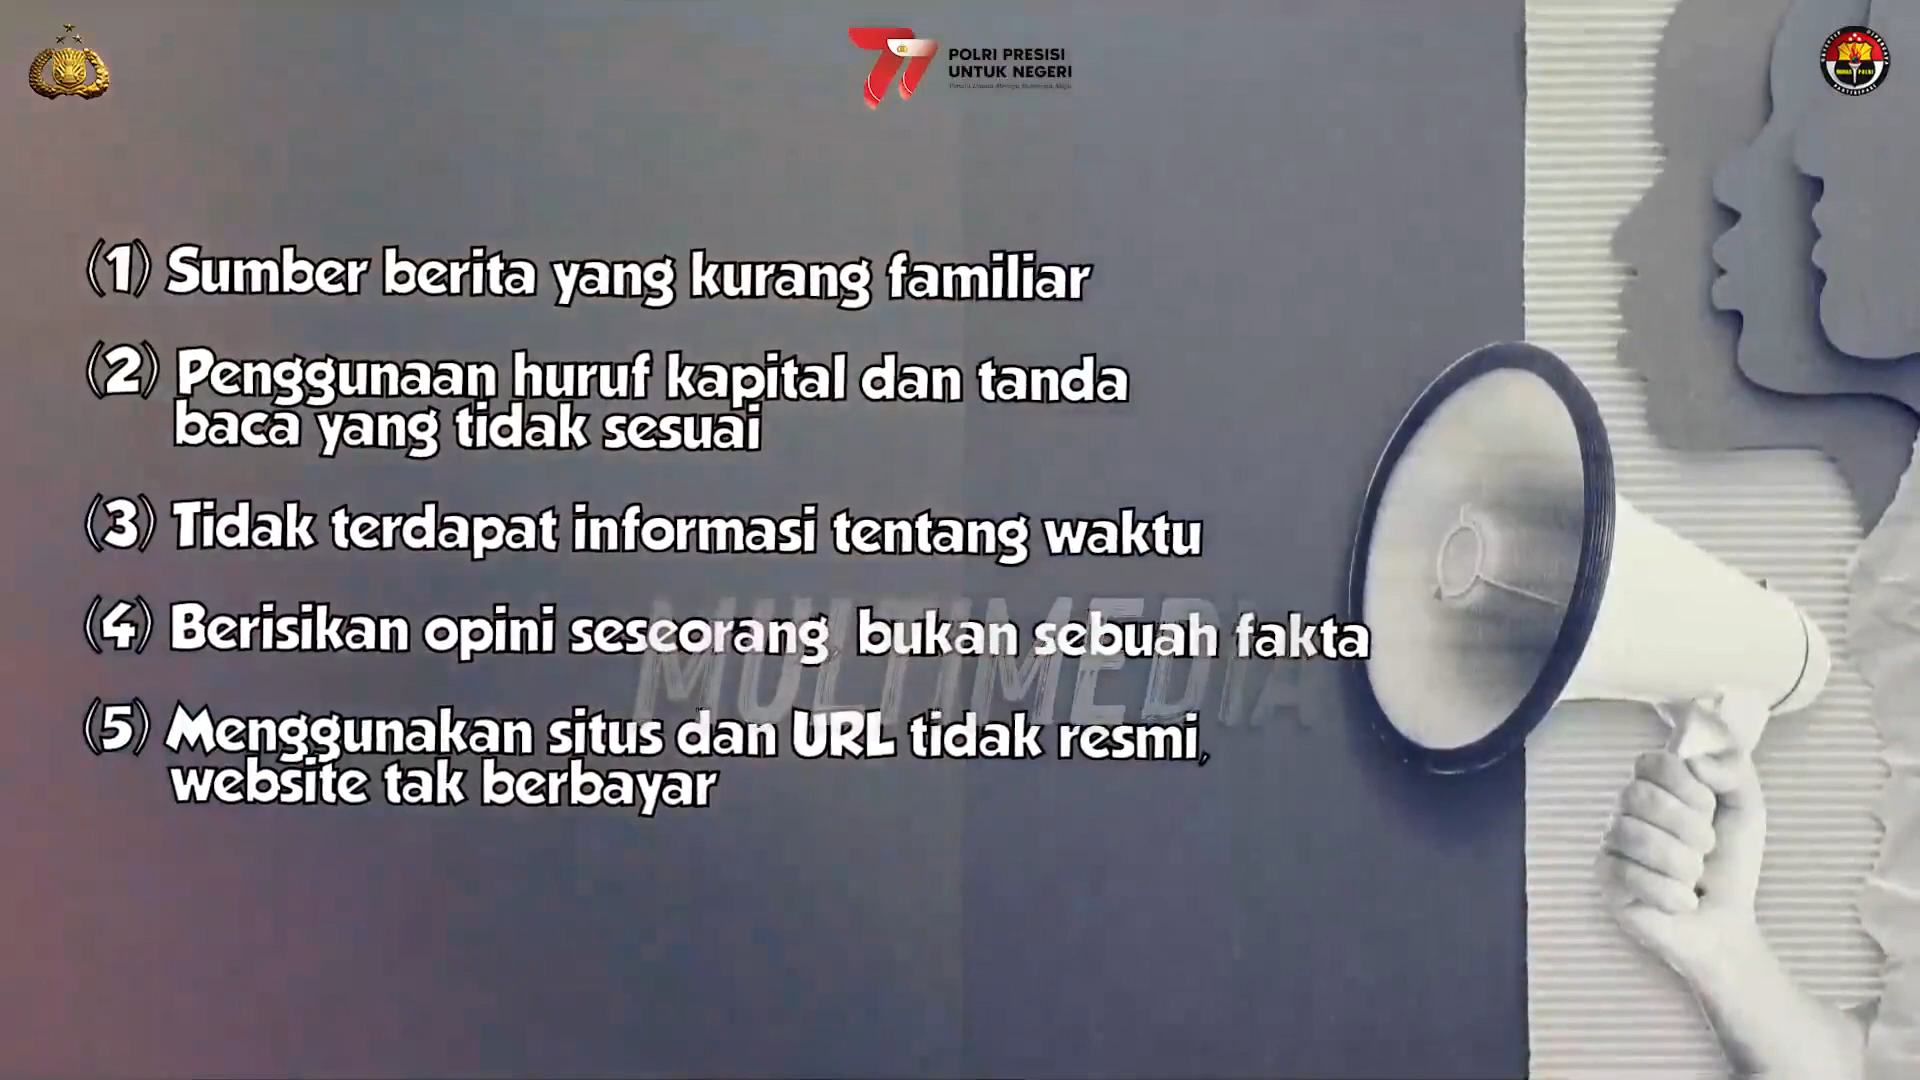 POLRI PRESISI
UNTUK NEGERI
(1) Sumber berita yang kurang familiar
(2) Penggunaan huruf kapital dan tanda
baca yang tidak sesuai
(3) Tidak terdapat informasi tentang waktu
(4) Berisikan opini seseorang, bukan sebuah fakta
MULTIMEDIA
(5) Menggunakan situs dan URL tidak resmi,
website tak berbayar